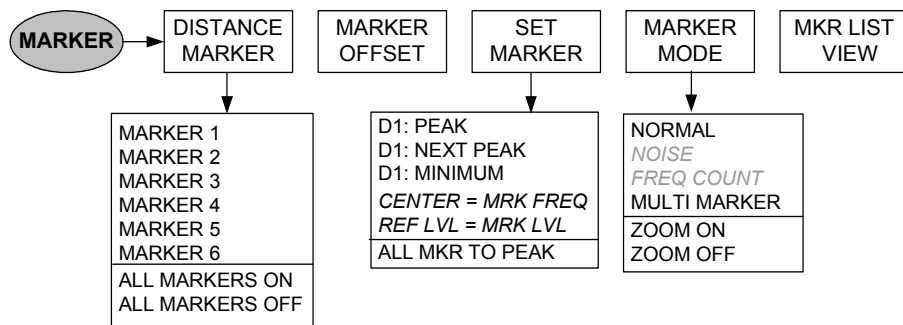 MARKER
DISTANCE
MARKER
MARKER
OFFSET
SET
MARKER
MARKER
MODE
MKR LIST
VIEW
MARKER 1
MARKER 2
MARKER 3
MARKER 4
MARKER 5
MARKER 6
ALL MARKERS ON
ALL MARKERS OFF
D1: PEAK
D1: NEXT PEAK
D1: MINIMUM
CENTER = MRK FREQ
REF LVL = MRK LVL
ALL MKR TO PEAK
NORMAL
NOISE
FREQ COUNT
MULTI MARKER
ZOOM ON
ZOOM OFF